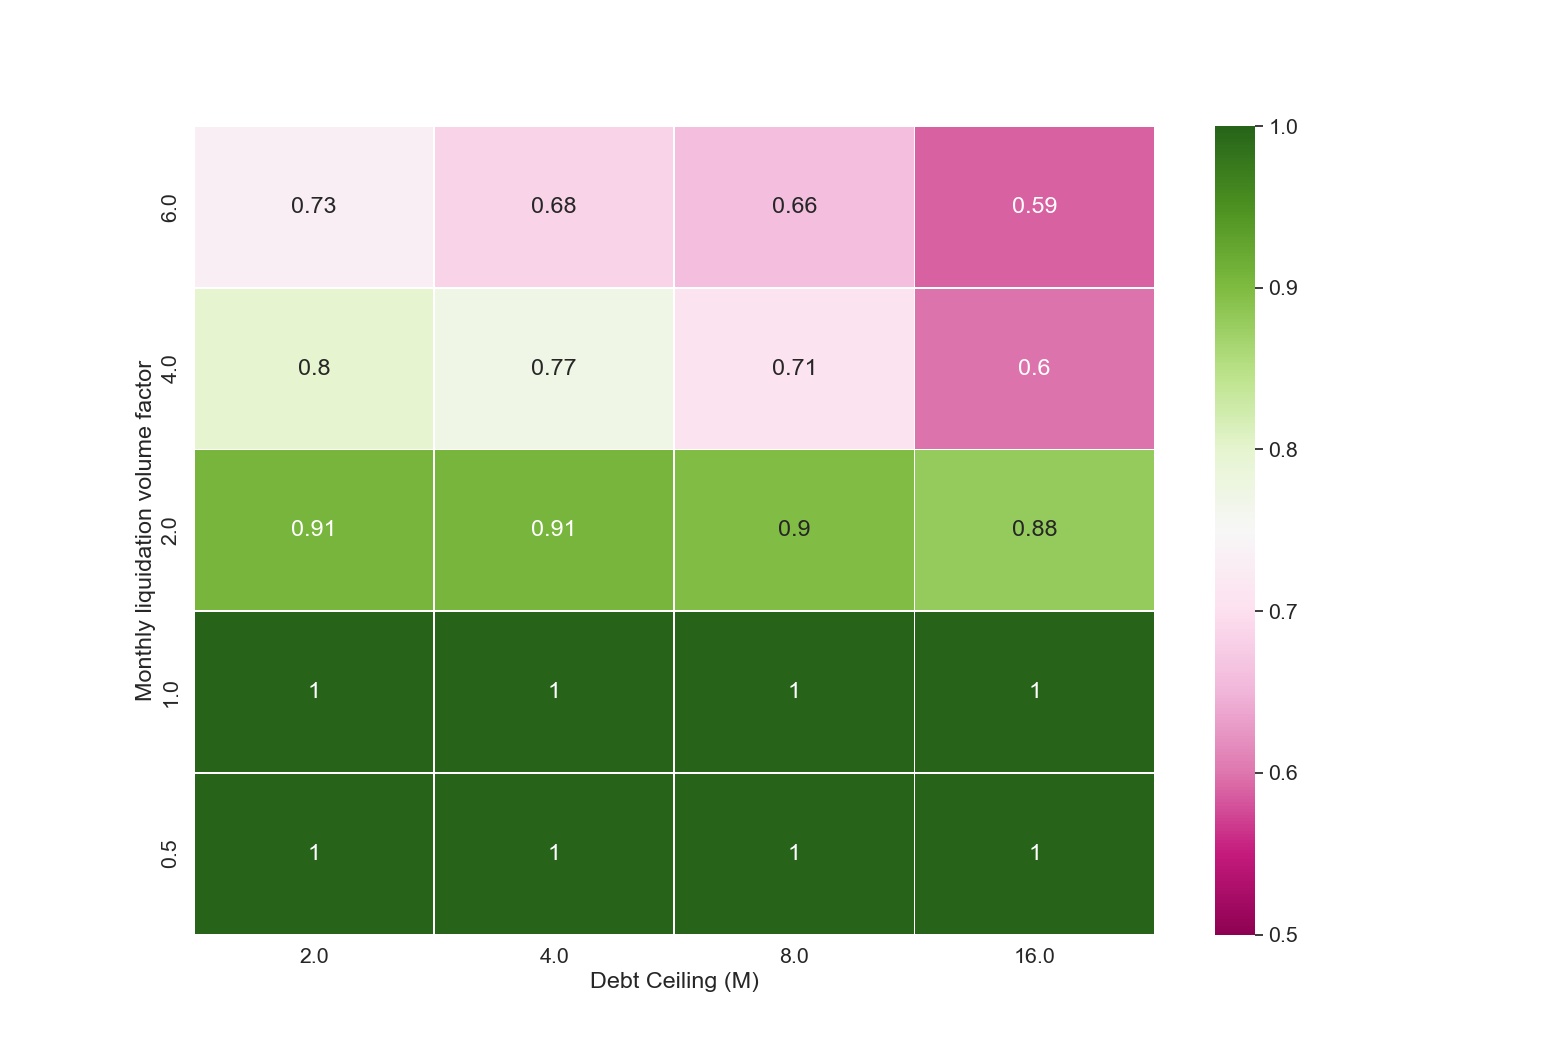 6.0 0.73 0.68 0.66 0.59
4.0 0.8 0.77 0.71 0.6
2.0 0.91 0.91 0.9 0.88
1.0 1 1 1 1
0.5 1 1 1 1
Monthly liquidation volume factor
2.0 4.0 8.0 16.0
Debt Ceiling (M)
1.0
0.9
0.8
0.7
0.6
0.5